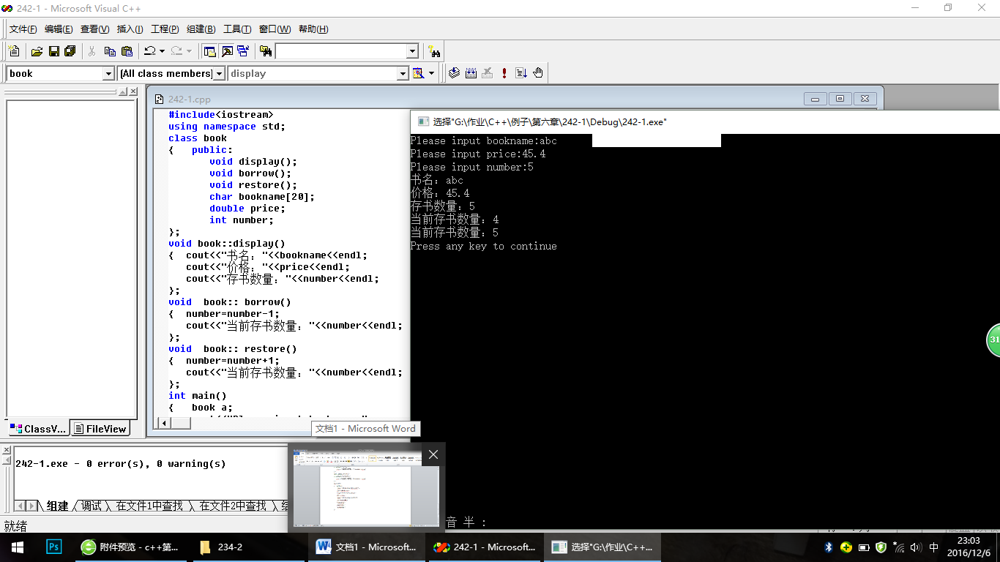 242-1 - Microsoft Visual C++
文件(F) 编辑(E) 查看(V) 插入(I) 工程(P) 组建(B) 工具(T) 窗口(W) 帮助(H)
book [All class members] display
242-1.cpp
#include<iostream>
using namespace std;
class book
{ public:
void display();
void borrow();
void restore();
char bookname[20];
double price;
int number;
};
void book::display()
{ cout<<"书名: "<<bookname<<endl;
cout<<"价格: "<<price<<endl;
cout<<"存书数量: "<<number<<endl;
};
void book:: borrow()
{ number=number-1;
cout<<"当前存书数量: "<<number<<endl;
};
void book:: restore()
{ number=number+1;
cout<<"当前存书数量: "<<number<<endl;
};
int main()
{ book a;
选择"G:\作业\C++\例子\第六章\242-1\Debug\242-1.exe"
Please input bookname:abc
Please input price:45.4
Please input number:5
书名: abc
价格: 45.4
存书数量: 5
当前存书数量: 4
当前存书数量: 5
Press any key to continue
音 半 :
31
ClassV... FileView
文档1 - Microsoft Word
242-1.exe - 0 error(s), 0 warning(s)
组建 调试 在文件1中查找 在文件2中查找
就绪
Ps 附件预览 - c++第... 234-2 文档1 - Microsoft... 242-1 - Microsoft... 选择"G:\作业\C++... 中 23:03
2016/12/6